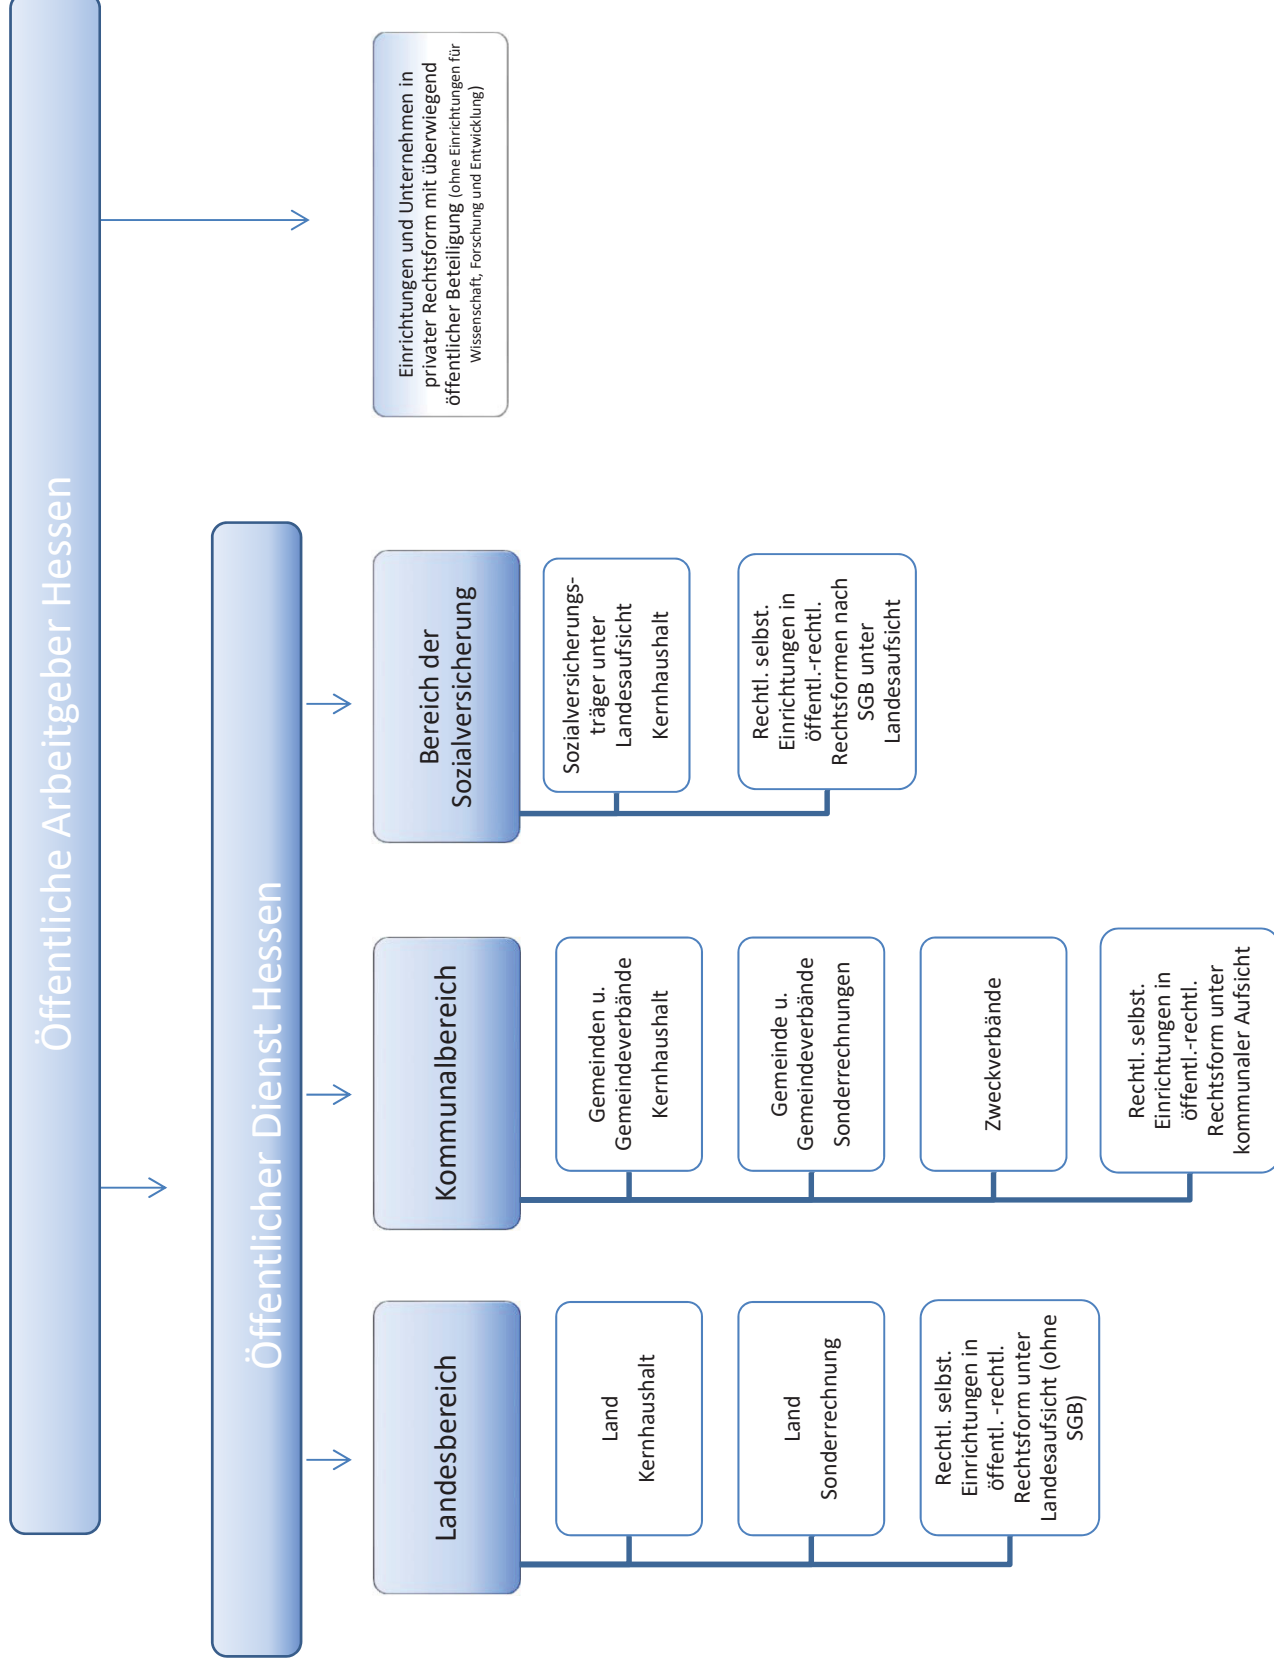 Öffentliche Arbeitgeber Hessen
Öffentlicher Dienst Hessen
Landesbereich
Land
Kernhaushalt
Land
Sonderrechnung
Rechtl. selbst.
Einrichtungen in
öffentl. -rechtl.
Rechtsform unter
Landesaufsicht (ohne
SGB)
Kommunalbereich
Gemeinden u.
Gemeindeverbände
Kernhaushalt
Gemeinde u.
Gemeindeverbände
Sonderrechnungen
Zweckverbände
Rechtl. selbst.
Einrichtungen in
öffentl.-rechtl.
Rechtsform unter
kommunaler Aufsicht
Bereich der
Sozialversicherung
Sozialversicherungs-
träger unter
Landesaufsicht
Kernhaushalt
Rechtl. selbst.
Einrichtungen in
öffentl.-rechtl.
Rechtsformen nach
SGB unter
Landesaufsicht
Einrichtungen und Unternehmen in
privater Rechtsform mit überwiegend
öffentlicher Beteiligung (ohne Einrichtungen für
Wissenschaft, Forschung und Entwicklung)